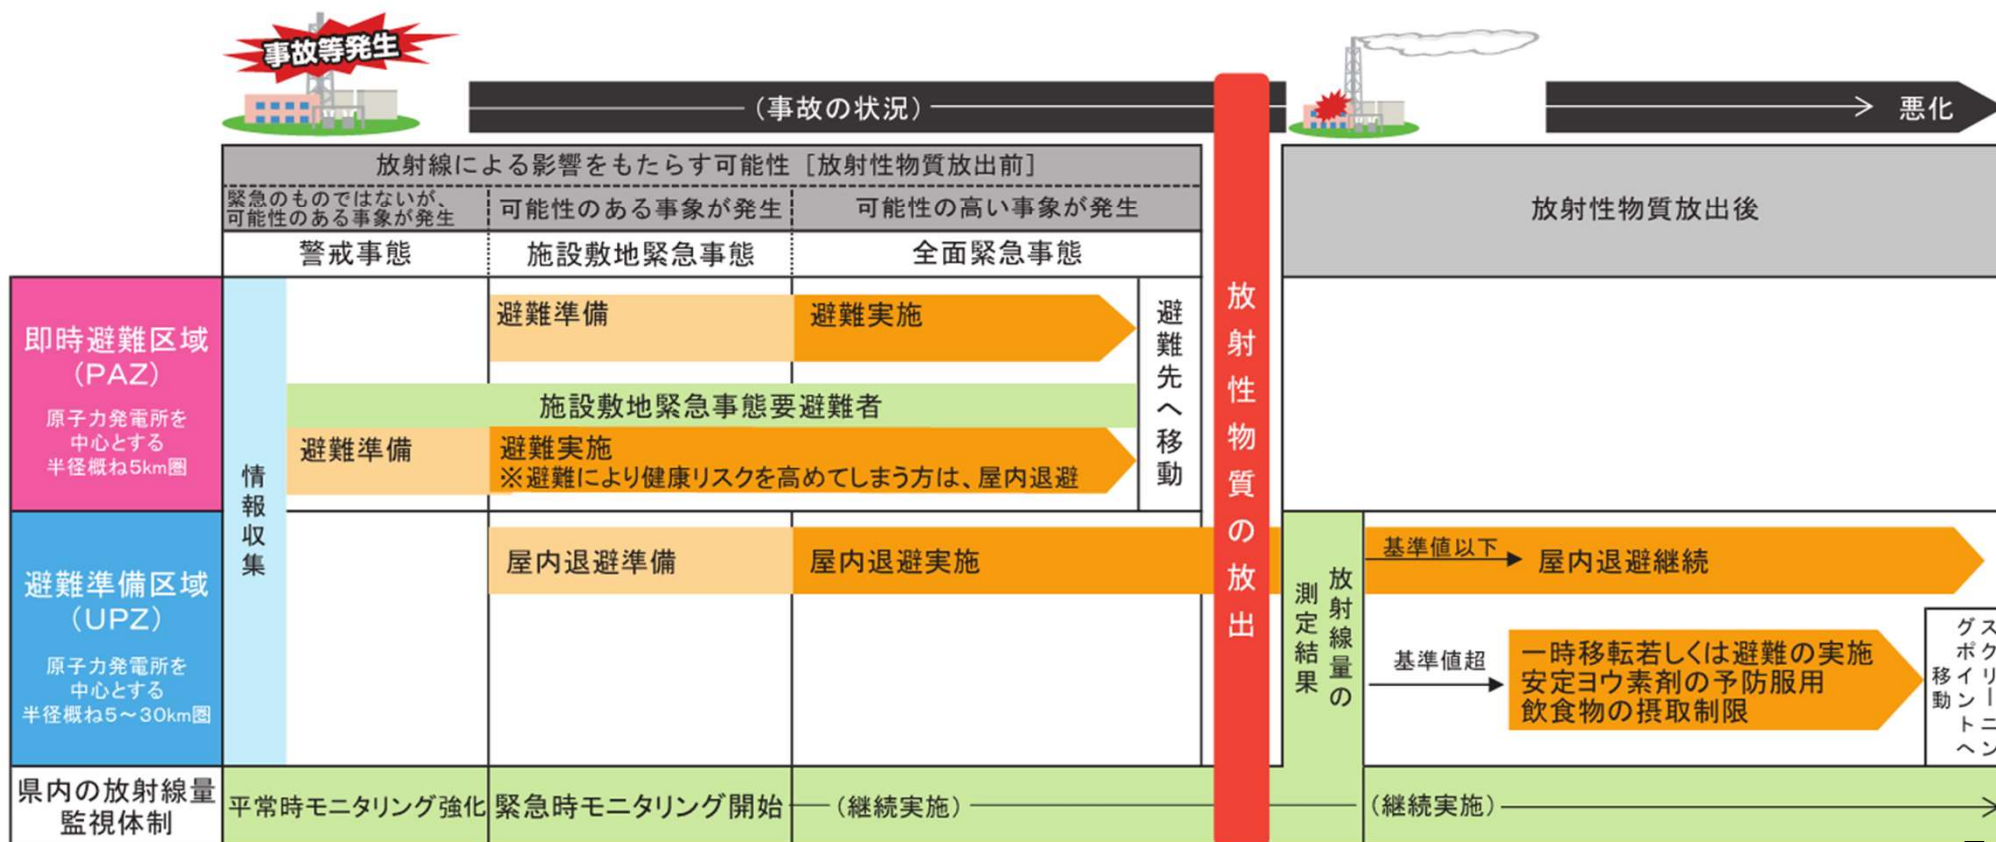 事故等発生
(事故の状況)
悪化
放射線による影響をもたらす可能性[放射性物質放出前]
緊急のものではないが、
可能性のある事象が発生
可能性のある事象が発生
可能性の高い事象が発生
警戒事態
施設敷地緊急事態
全面緊急事態
放射性物質の放出
放射性物質放出後
即時避難区域
(PAZ)
原子力発電所を
中心とする
半径概ね5km圏
情報収集
避難準備
避難実施
施設敷地緊急事態要避難者
避難準備
避難実施
※避難により健康リスクを高めてしまう方は、屋内退避
避難先へ移動
避難準備区域
(UPZ)
原子力発電所を
中心とする
半径概ね5~30km圏
屋内退避準備
屋内退避実施
放射線量の
測定結果
基準値以下
屋内退避継続
基準値超
一時移転若しくは避難の実施
安定ヨウ素剤の予防服用
飲食物の摂取制限
スクリーニン
グポイントへ
移動
県内の放射線量
監視体制
平常時モニタリング強化
緊急時モニタリング開始
(継続実施)
(継続実施)